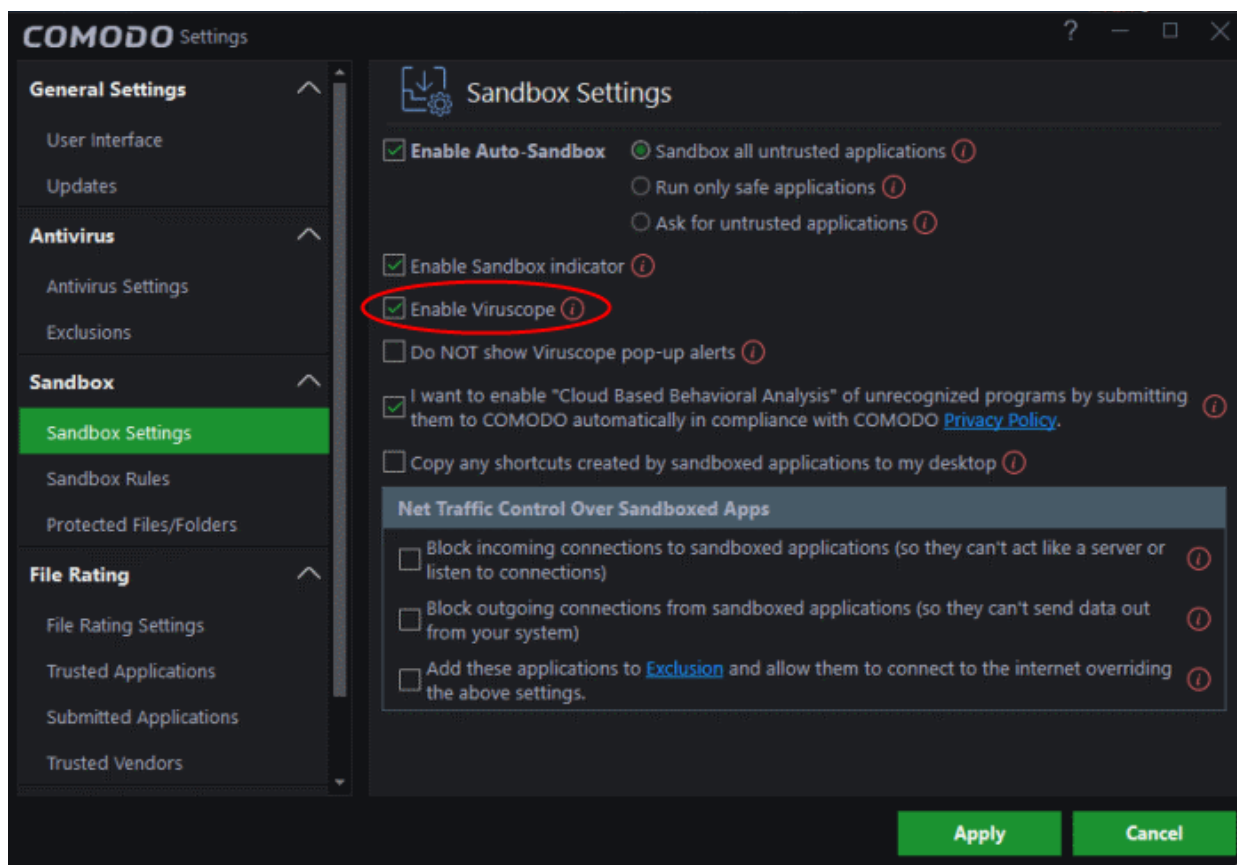 COMODO Settings
?
General Settings
User Interface
Updates
Antivirus
Antivirus Settings
Exclusions
Sandbox
Sandbox Settings
Sandbox Rules
Protected Files/Folders
File Rating
File Rating Settings
Trusted Applications
Submitted Applications
Trusted Vendors
Sandbox Settings
Enable Auto-Sandbox Sandbox all untrusted applications i
Run only safe applications i
Ask for untrusted applications i
Enable Sandbox indicator i
Enable Viruscope i
Do NOT show Viruscope pop-up alerts i
I want to enable "Cloud Based Behavioral Analysis" of unrecognized programs by submitting i
them to COMODO automatically in compliance with COMODO Privacy Policy.
Copy any shortcuts created by sandboxed applications to my desktop i
Net Traffic Control Over Sandboxed Apps
Block incoming connections to sandboxed applications (so they can't act like a server or i
listen to connections)
Block outgoing connections from sandboxed applications (so they can't send data out i
from your system)
Add these applications to Exclusion and allow them to connect to the internet overriding i
the above settings.
Apply Cancel